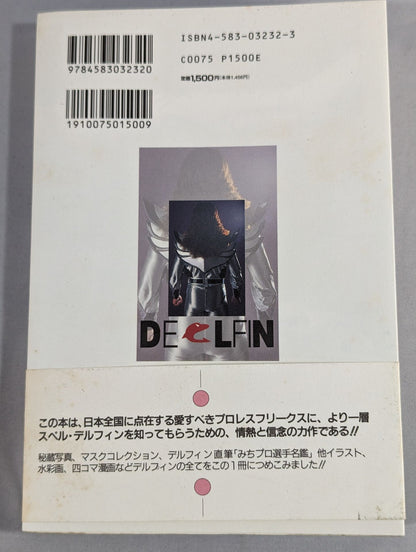 ISBN4-583-03232-3
C0075 P1500E
定価1,500円(本体1,456円)
9784583032320
1910075015009
DELFIN
この本は、日本全国に点在する愛すべきプロレスフリークスに、より一層
スペル・デルフィンを知ってもらうための、情熱と信念の力作である!!
秘蔵写真、マスクコレクション、デルフィン直筆「みちプロ選手名鑑」他イラスト、
水彩画、四コマ漫画などデルフィンの全てをこの1冊につめこみました!!